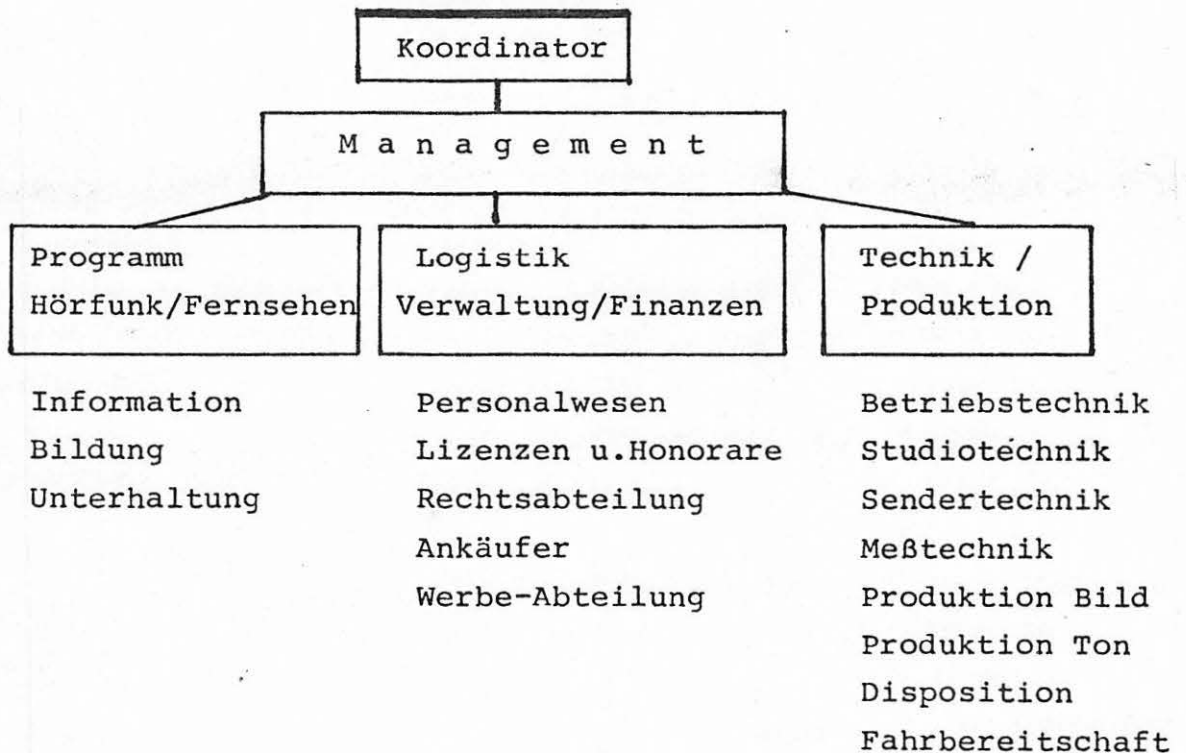 Koordinator
Management
Programm
Hörfunk/Fernsehen
Logistik
Verwaltung/Finanzen
Technik /
Produktion
Information
Bildung
Unterhaltung
Personalwesen
Lizenzen u.Honorare
Rechtsabteilung
Ankäufer
Werbe-Abteilung
Betriebstechnik
Studiotechnik
Sendertechnik
Meßtechnik
Produktion Bild
Produktion Ton
Disposition
Fahrbereitschaft